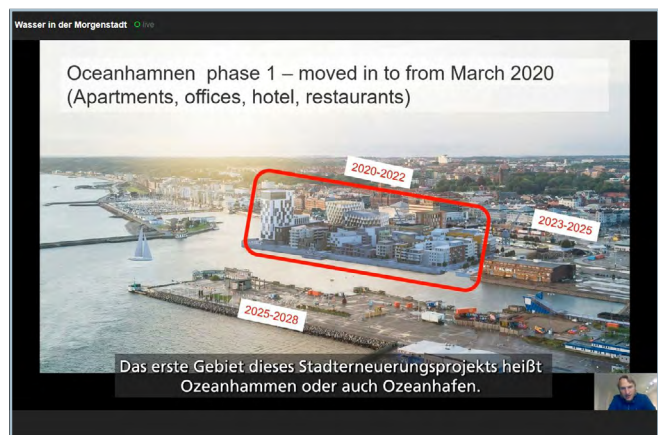 Wasser in der Morgenstadt live
Oceanhamnen phase 1 – moved in to from March 2020
(Apartments, offices, hotel, restaurants)
2020-2022
2023-2025
2025-2028
Das erste Gebiet dieses Stadterneuerungsprojekts heißt
Ozeanhammen oder auch Ozeanhafen.